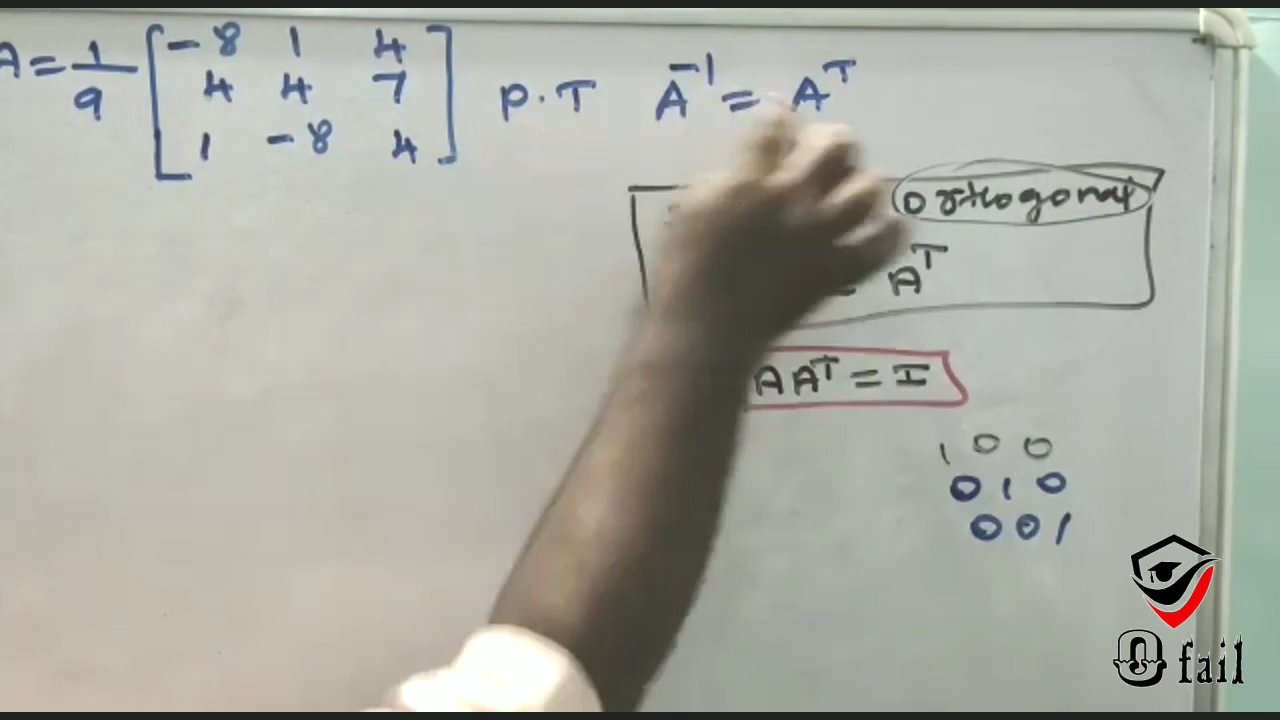 A = 1/9 [ -8 1 4
4 4 7
1 -8 4 ] P.T A⁻¹ = Aᵀ
orthogonal
= Aᵀ
AAᵀ = I
1 0 0
0 1 0
0 0 1
0 fail